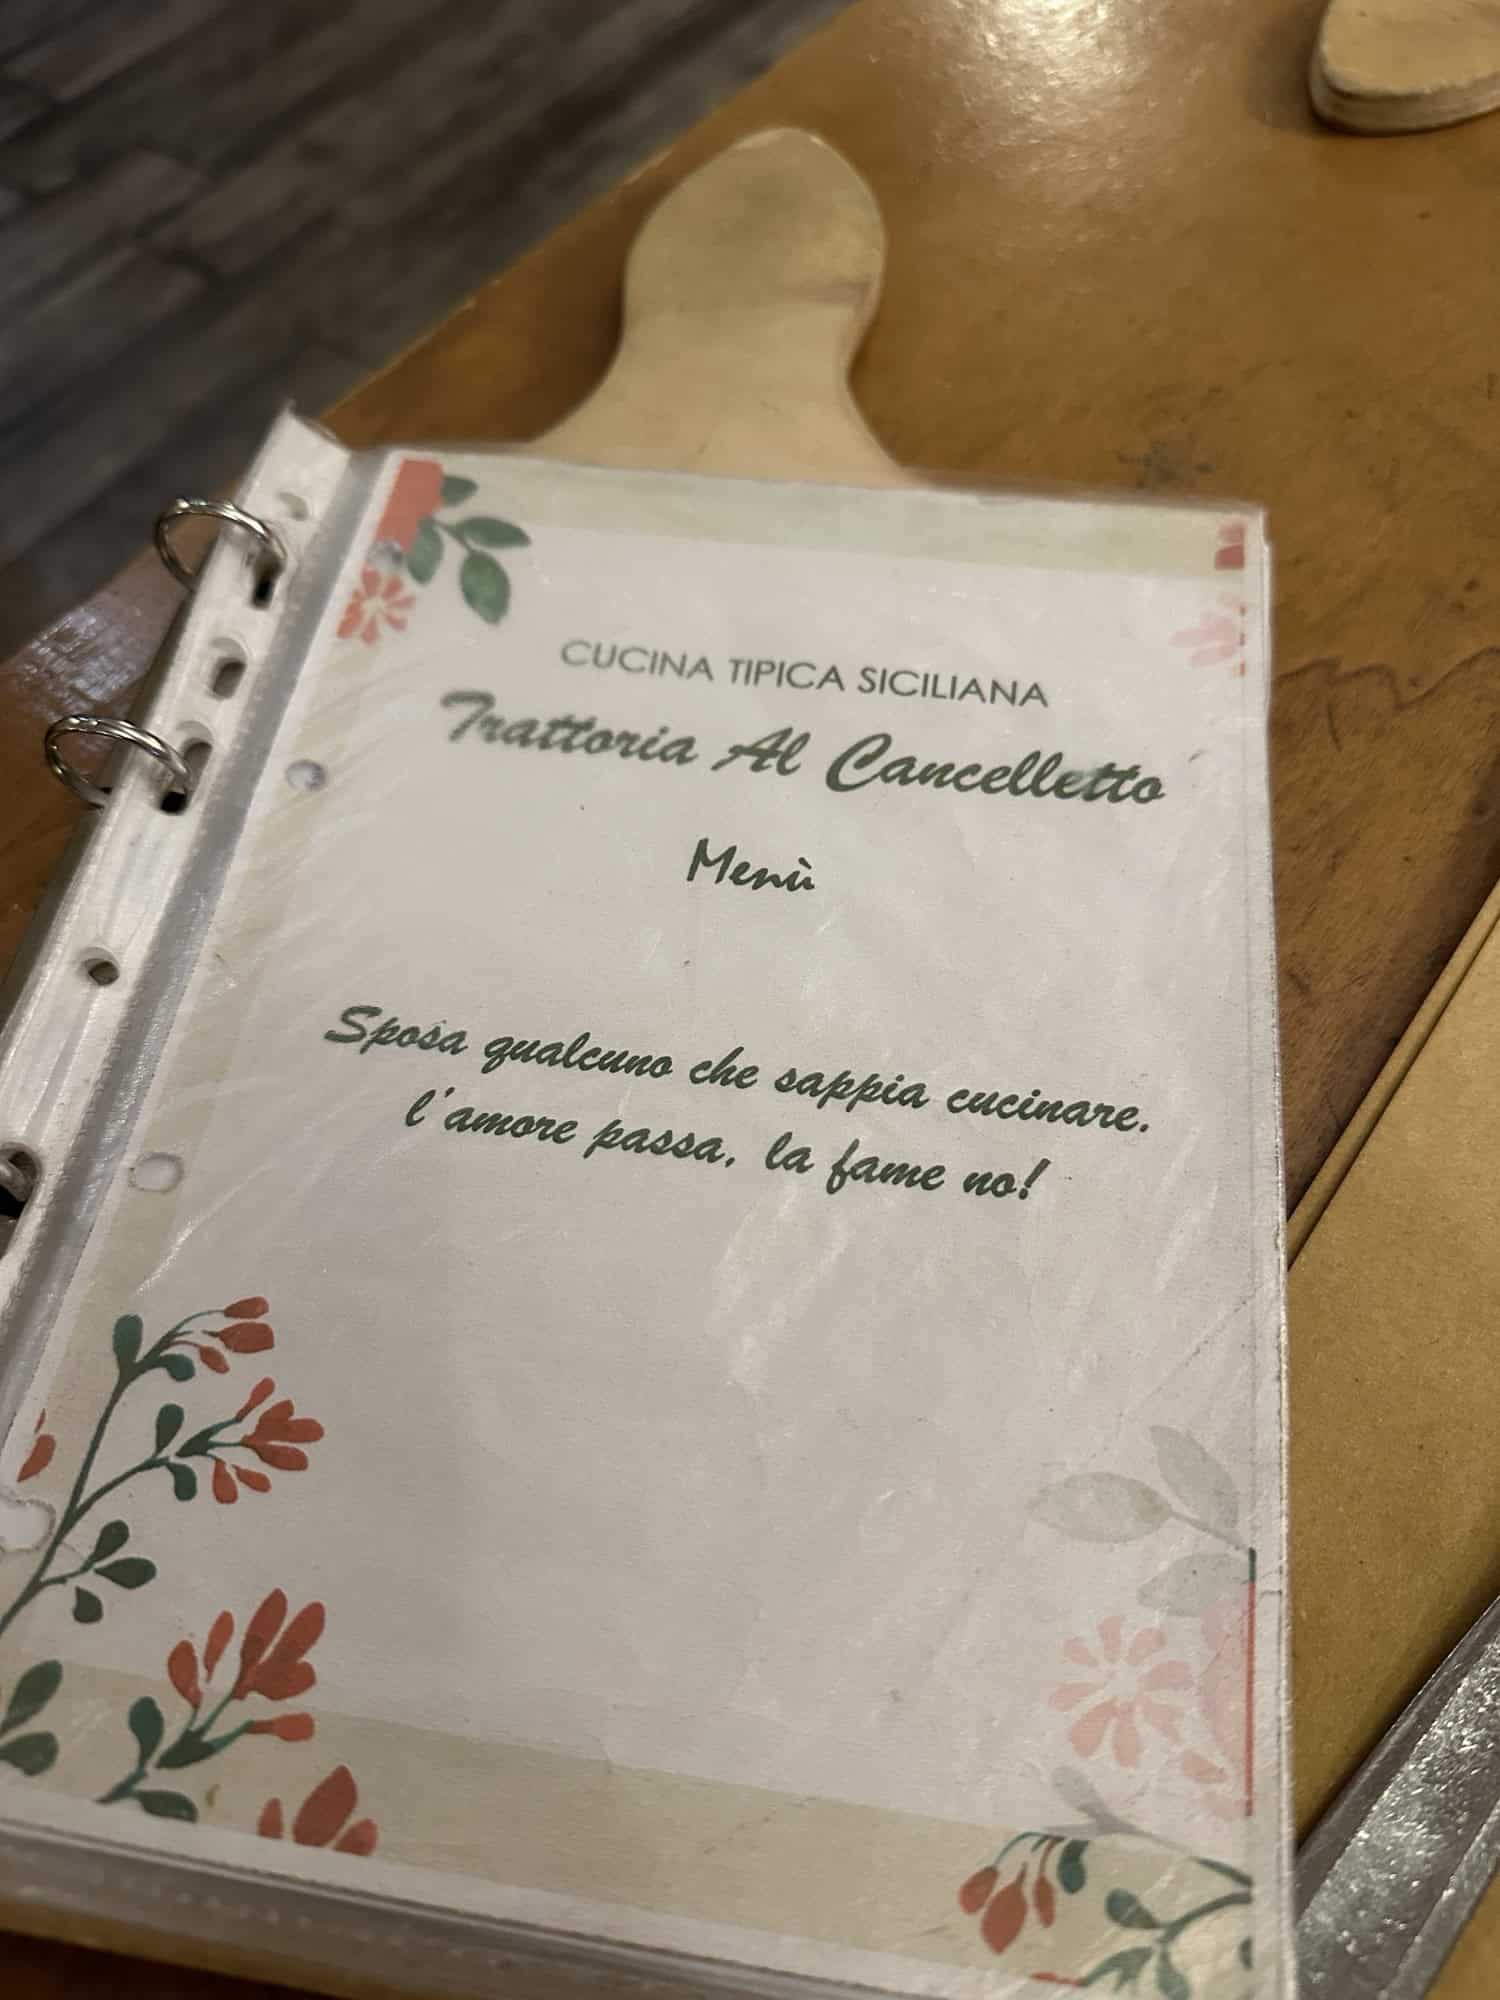 CUCINA TIPICA SICILIANA
Trattoria Al Cancelletto
Menù
Sposa qualcuno che sappia cucinare.
l'amore passa, la fame no!